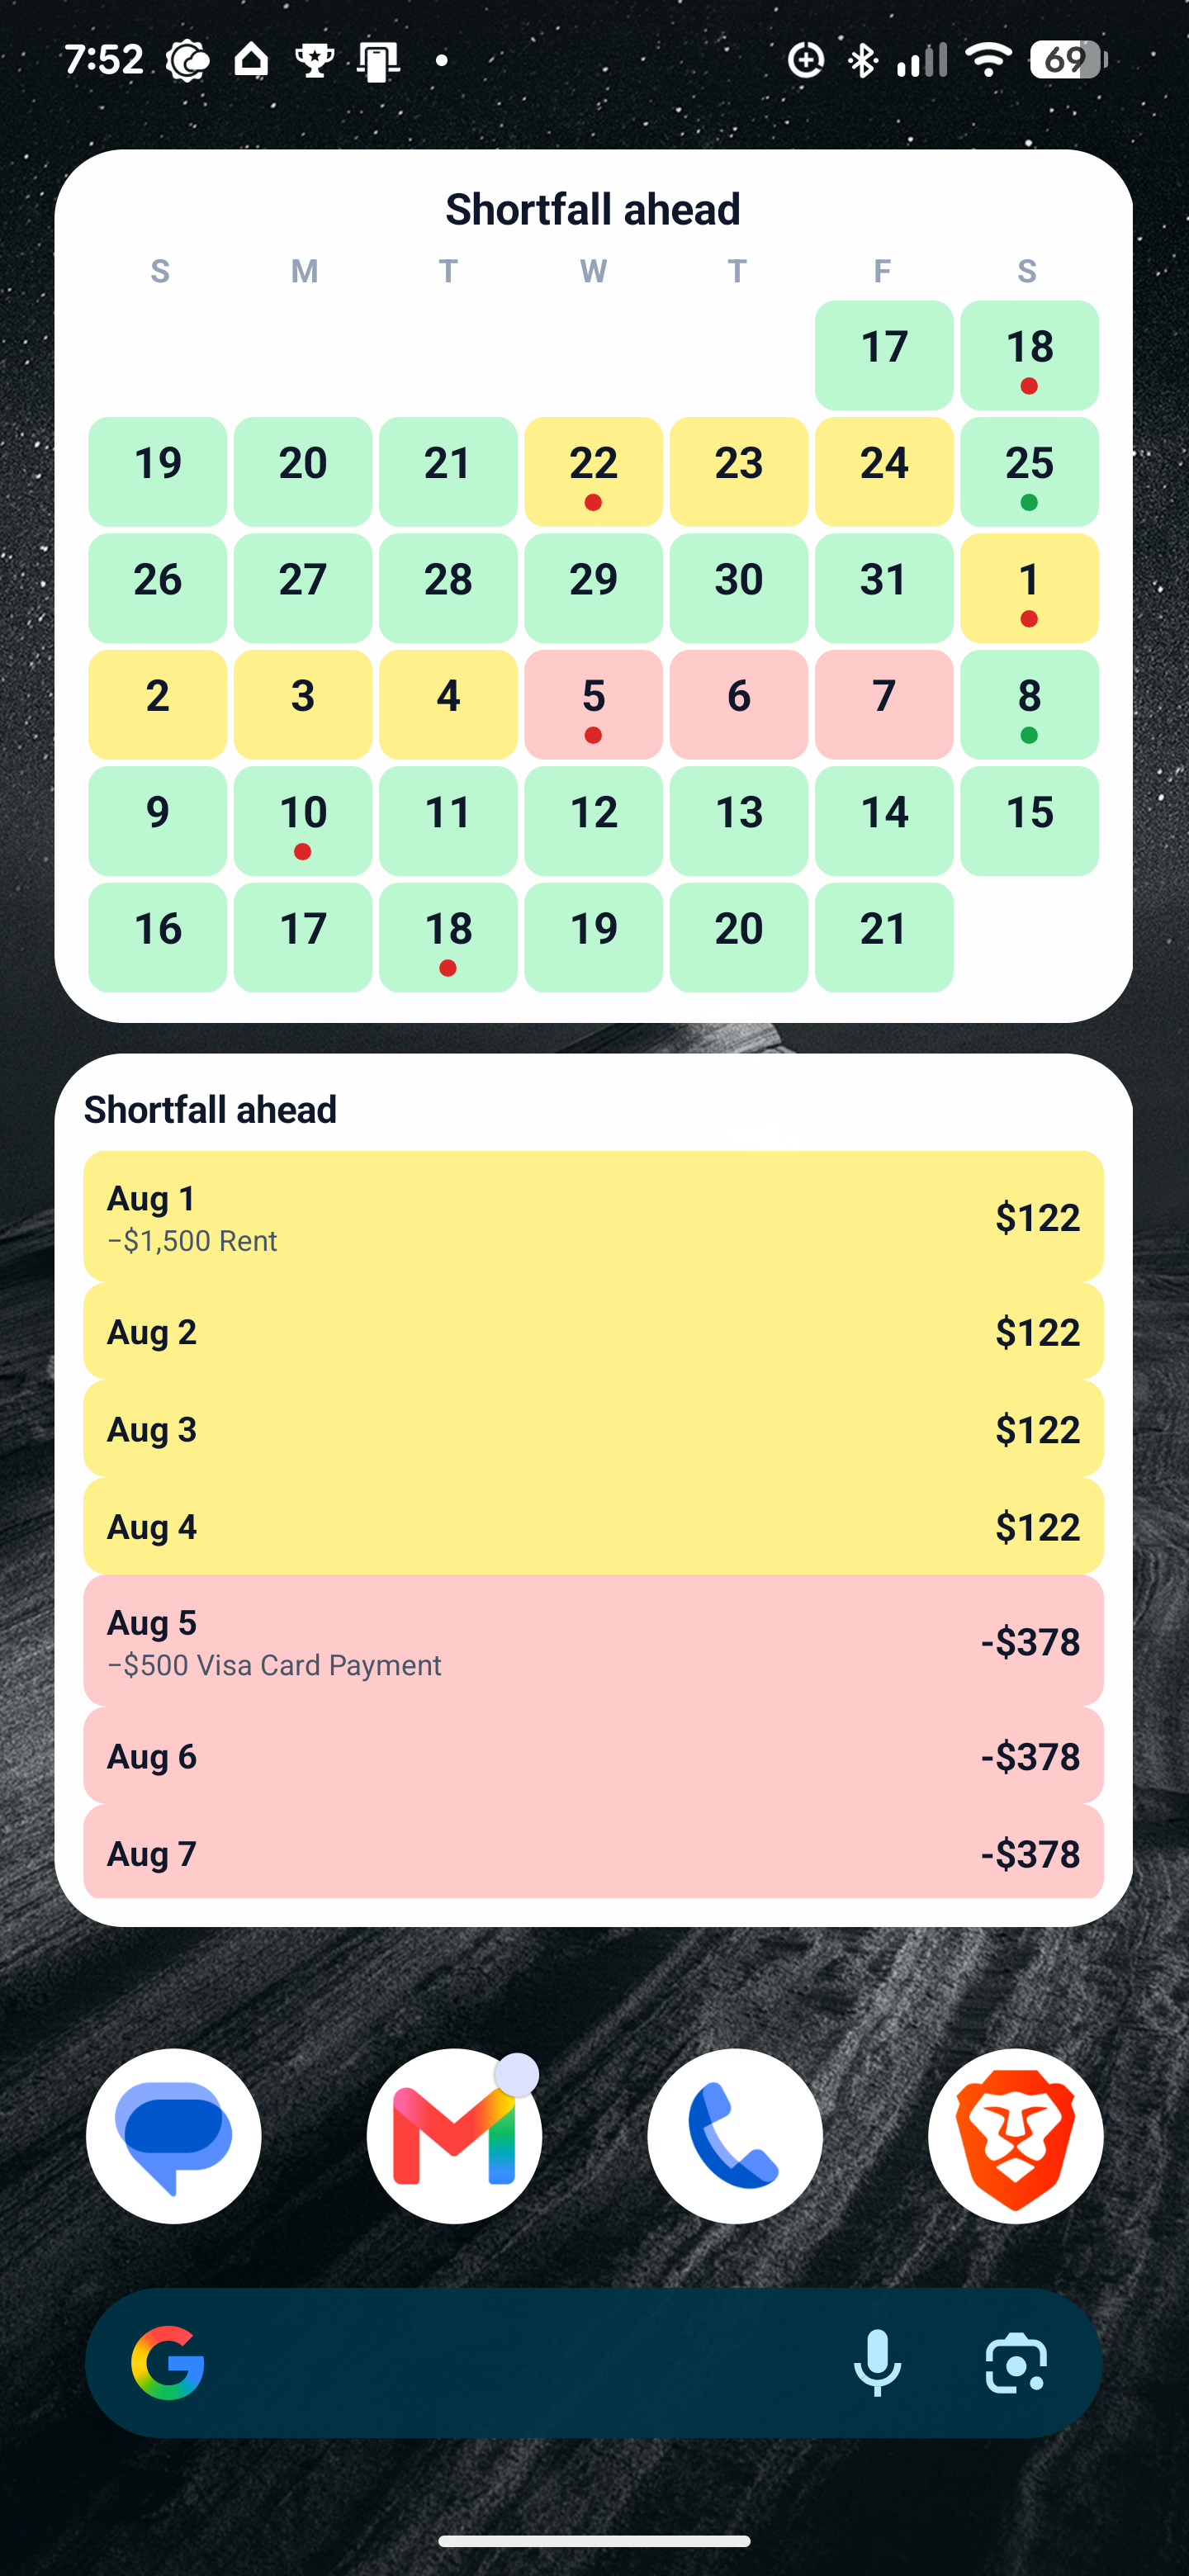 7:52
69
Shortfall ahead
S M T W T F S
17 18
19 20 21 22 23 24 25
26 27 28 29 30 31 1
2 3 4 5 6 7 8
9 10 11 12 13 14 15
16 17 18 19 20 21
Shortfall ahead
Aug 1
−$1,500 Rent
$122
Aug 2 $122
Aug 3 $122
Aug 4 $122
Aug 5
−$500 Visa Card Payment
-$378
Aug 6 -$378
Aug 7 -$378